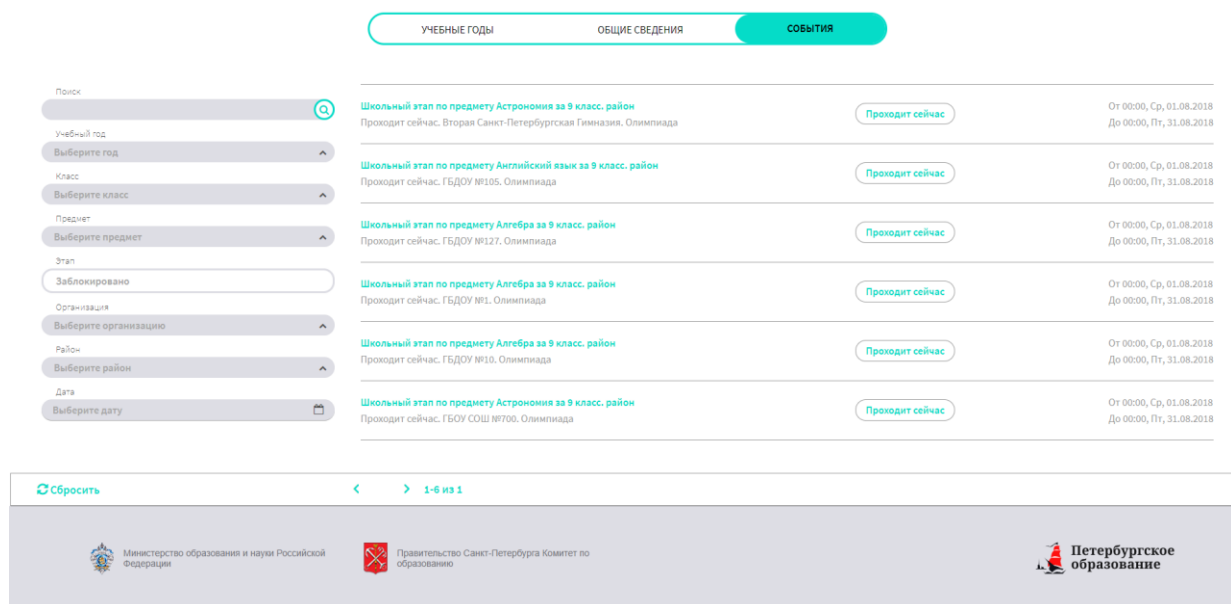 УЧЕБНЫЕ ГОДЫ
ОБЩИЕ СВЕДЕНИЯ
СОБЫТИЯ
Поиск
Учебный год
Выберите год
Класс
Выберите класс
Предмет
Выберите предмет
Этап
Заблокировано
Организация
Выберите организацию
Район
Выберите район
Дата
Выберите дату
Школьный этап по предмету Астрономия за 9 класс. район
Проходит сейчас. Вторая Санкт-Петербургская Гимназия. Олимпиада
Проходит сейчас
От 00:00, Ср, 01.08.2018
До 00:00, Пт, 31.08.2018
Школьный этап по предмету Английский язык за 9 класс. район
Проходит сейчас. ГБДОУ №105. Олимпиада
Проходит сейчас
От 00:00, Ср, 01.08.2018
До 00:00, Пт, 31.08.2018
Школьный этап по предмету Алгебра за 9 класс. район
Проходит сейчас. ГБДОУ №127. Олимпиада
Проходит сейчас
От 00:00, Ср, 01.08.2018
До 00:00, Пт, 31.08.2018
Школьный этап по предмету Алгебра за 9 класс. район
Проходит сейчас. ГБДОУ №1. Олимпиада
Проходит сейчас
От 00:00, Ср, 01.08.2018
До 00:00, Пт, 31.08.2018
Школьный этап по предмету Алгебра за 9 класс. район
Проходит сейчас. ГБДОУ №10. Олимпиада
Проходит сейчас
От 00:00, Ср, 01.08.2018
До 00:00, Пт, 31.08.2018
Школьный этап по предмету Астрономия за 9 класс. район
Проходит сейчас. ГБОУ СОШ №700. Олимпиада
Проходит сейчас
От 00:00, Ср, 01.08.2018
До 00:00, Пт, 31.08.2018
Сбросить
1-6 из 1
Министерство образования и науки Российской
Федерации
Правительство Санкт-Петербурга Комитет по
образованию
Петербургское
образование